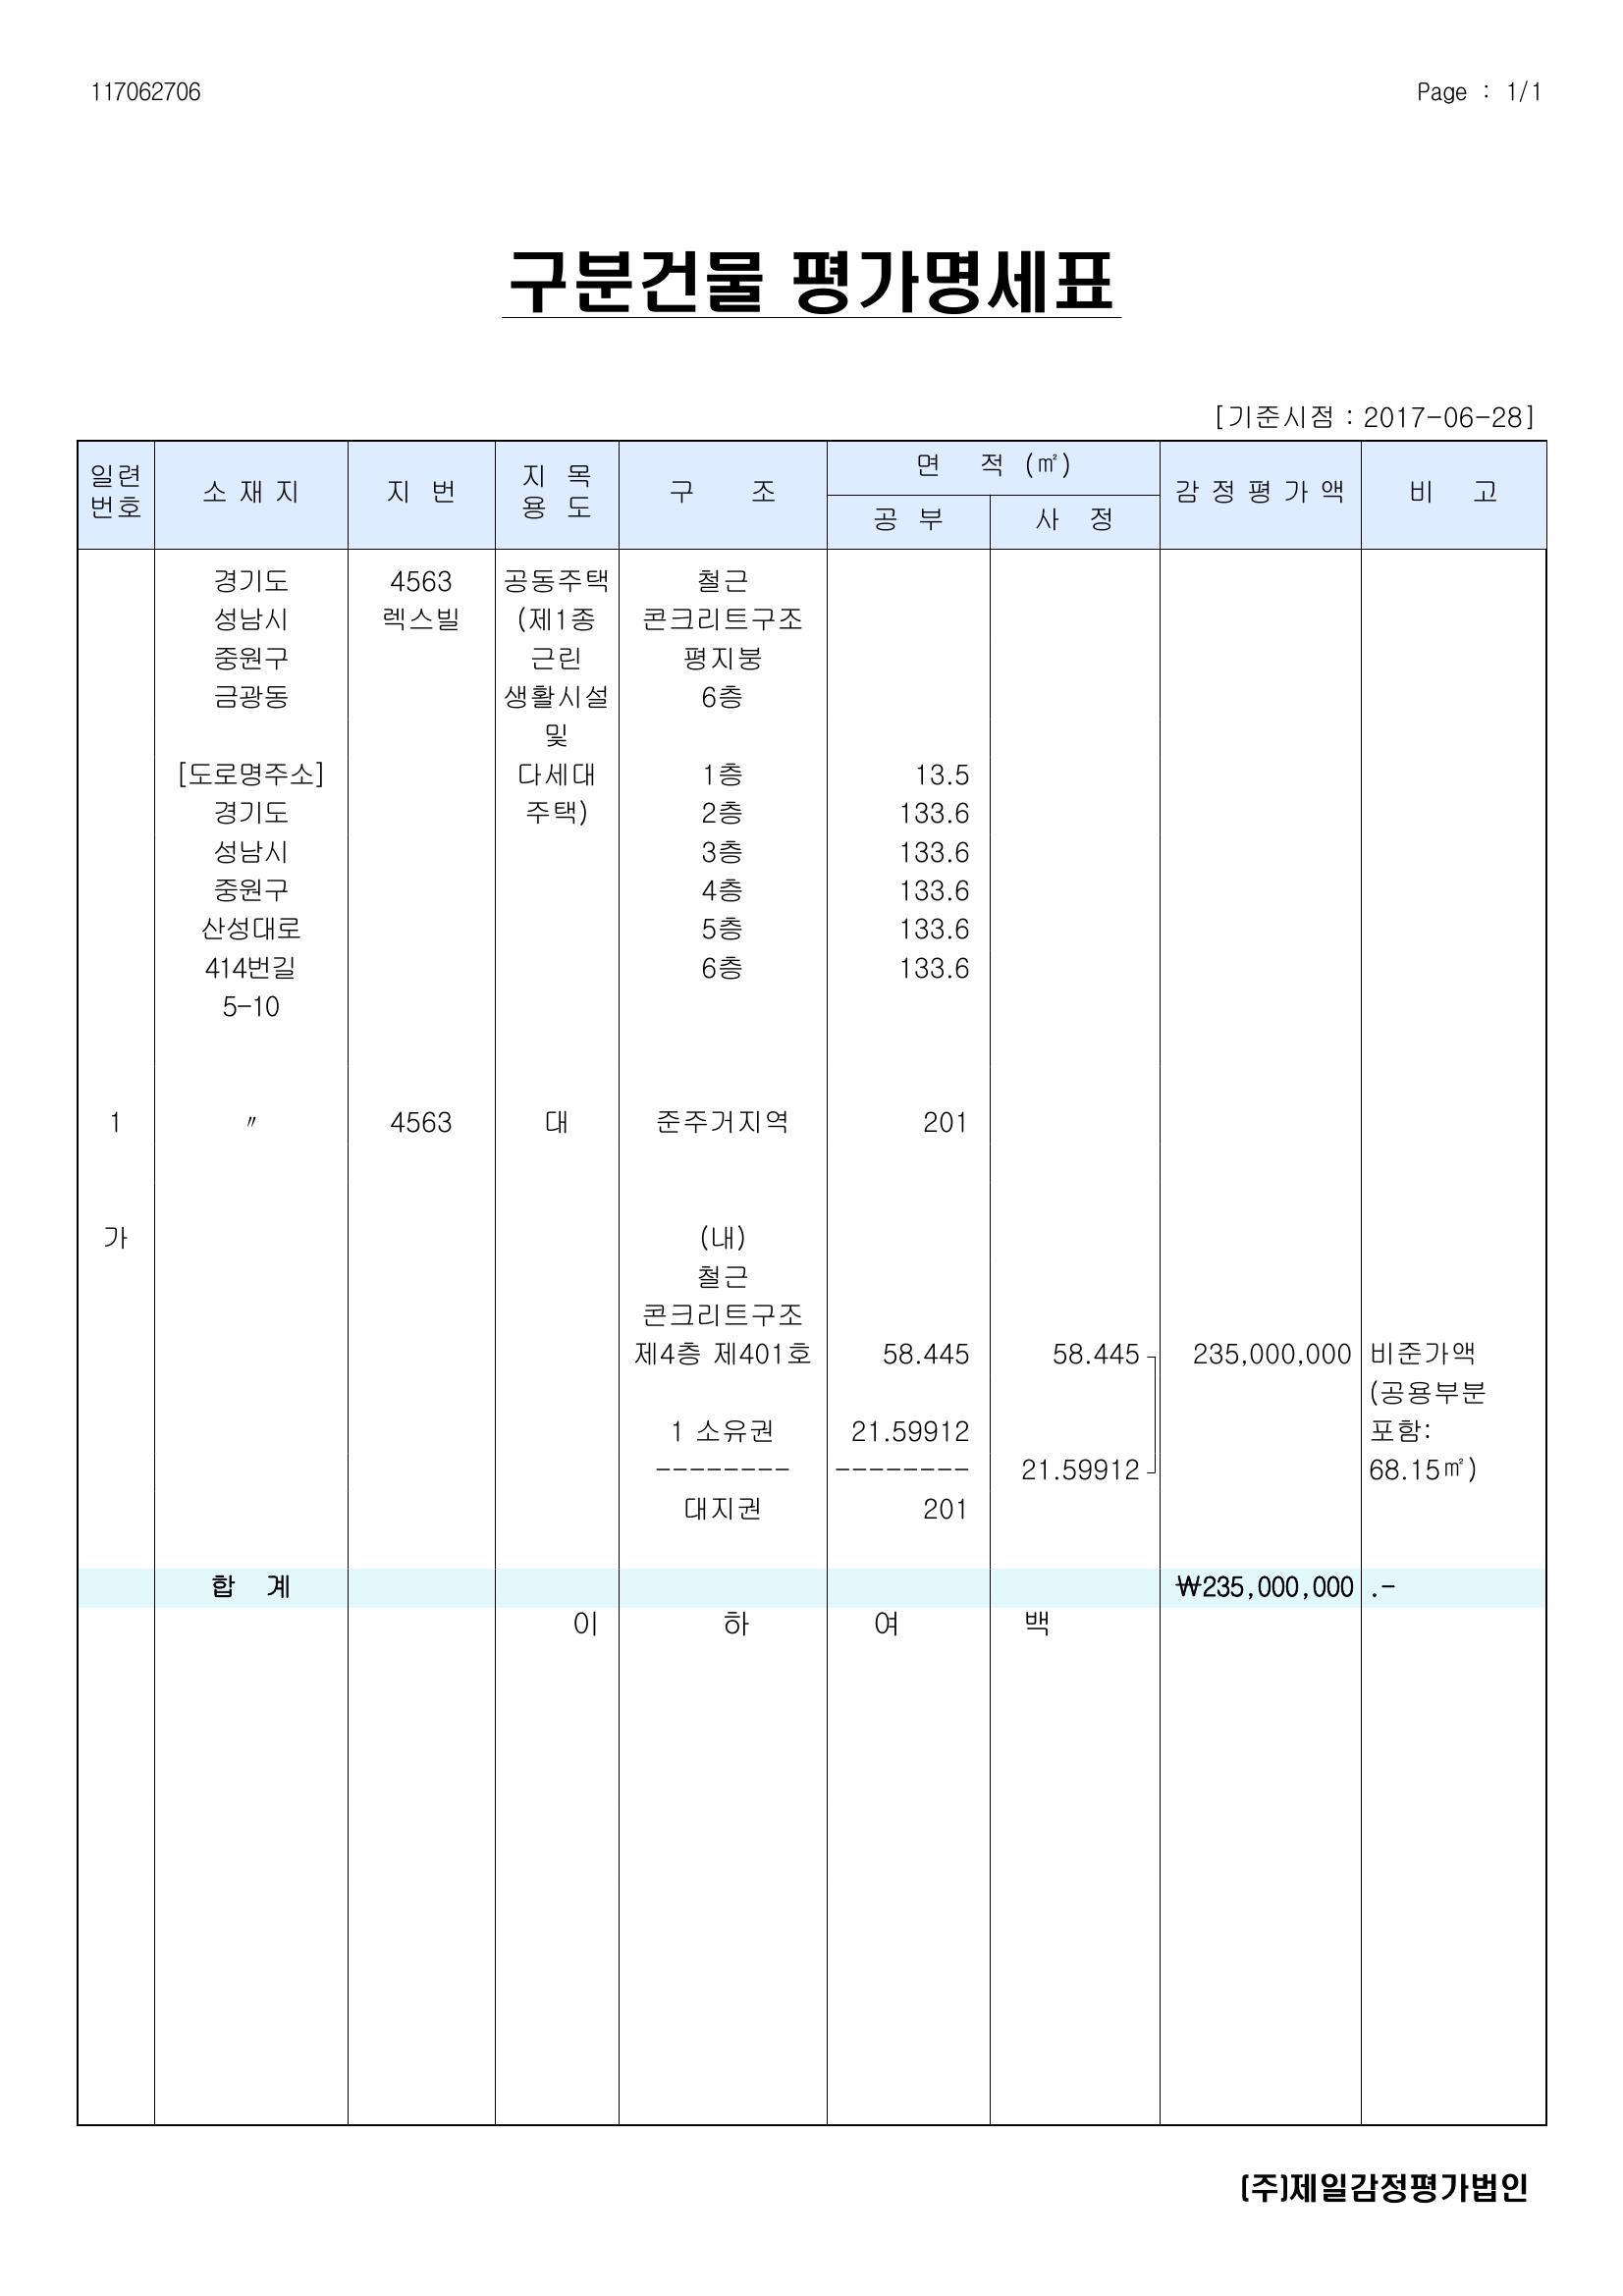 117062706 Page : 1/1
구분건물 평가명세표
[기준시점 : 2017-06-28]
일련번호 소재지 지번 지목용도 구조 면적 (㎡) 감정평가액 비고
공부 사정
경기도 4563 공동주택 철근
성남시 렉스빌 (제1종 콘크리트구조
중원구 근린 평지붕
금광동 생활시설 6층
및
[도로명주소] 다세대 1층 13.5
경기도 주택) 2층 133.6
성남시 3층 133.6
중원구 4층 133.6
산성대로 5층 133.6
414번길 6층 133.6
5-10
1 〃 4563 대 준주거지역 201
가 (내)
철근
콘크리트구조
제4층 제401호 58.445 58.445 235,000,000 비준가액
(공용부분
1 소유권 21.59912 포함:
-------- -------- 21.59912 68.15㎡)
대지권 201
합 계 ₩235,000,000 .-
이 하 여 백
(주)제일감정평가법인